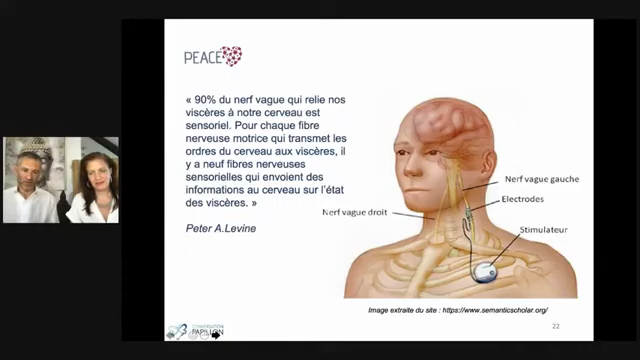 PEACE
« 90% du nerf vague qui relie nos
viscères à notre cerveau est
sensoriel. Pour chaque fibre
nerveuse motrice qui transmet les
ordres du cerveau aux viscères, il
y a neuf fibres nerveuses
sensorielles qui envoient des
informations au cerveau sur l'état
des viscères. »
Peter A.Levine
Nerf vague gauche
Electrodes
Nerf vague droit
Stimulateur
Image extraite du site : https://www.semanticscholar.org/
PAPILLON
22